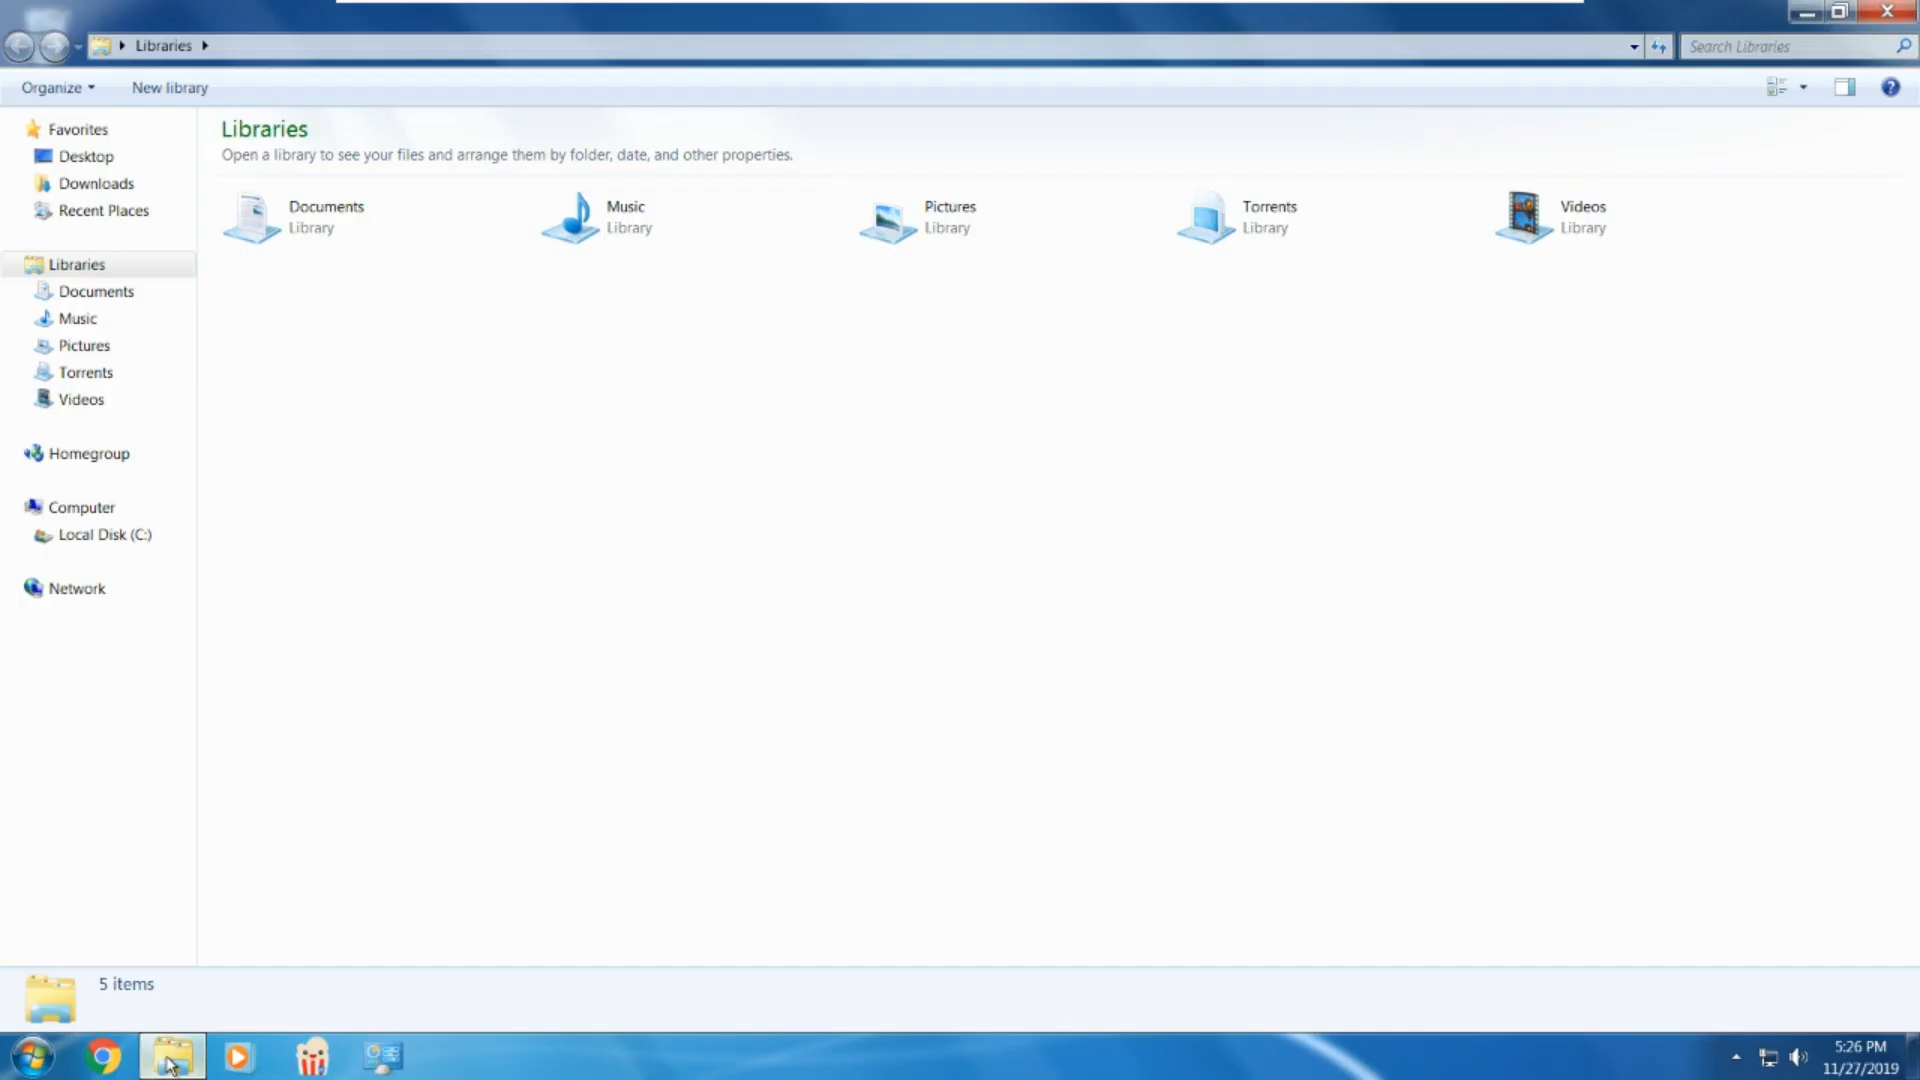 Libraries
Search Libraries
Organize
New library
Favorites
Desktop
Downloads
Recent Places
Libraries
Documents
Music
Pictures
Torrents
Videos
Homegroup
Computer
Local Disk (C:)
Network
Libraries
Open a library to see your files and arrange them by folder, date, and other properties.
Documents
Library
Music
Library
Pictures
Library
Torrents
Library
Videos
Library
5 items
5:26 PM
11/27/2019